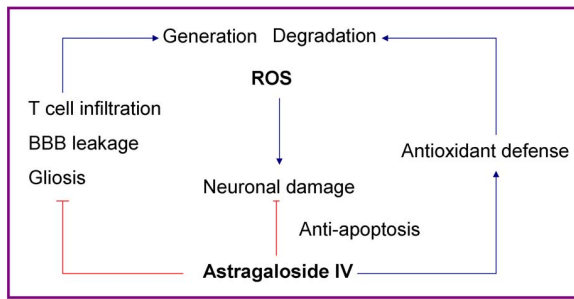 Generation Degradation
ROS
T cell infiltration
BBB leakage
Gliosis
Antioxidant defense
Neuronal damage
Anti-apoptosis
Astragaloside IV